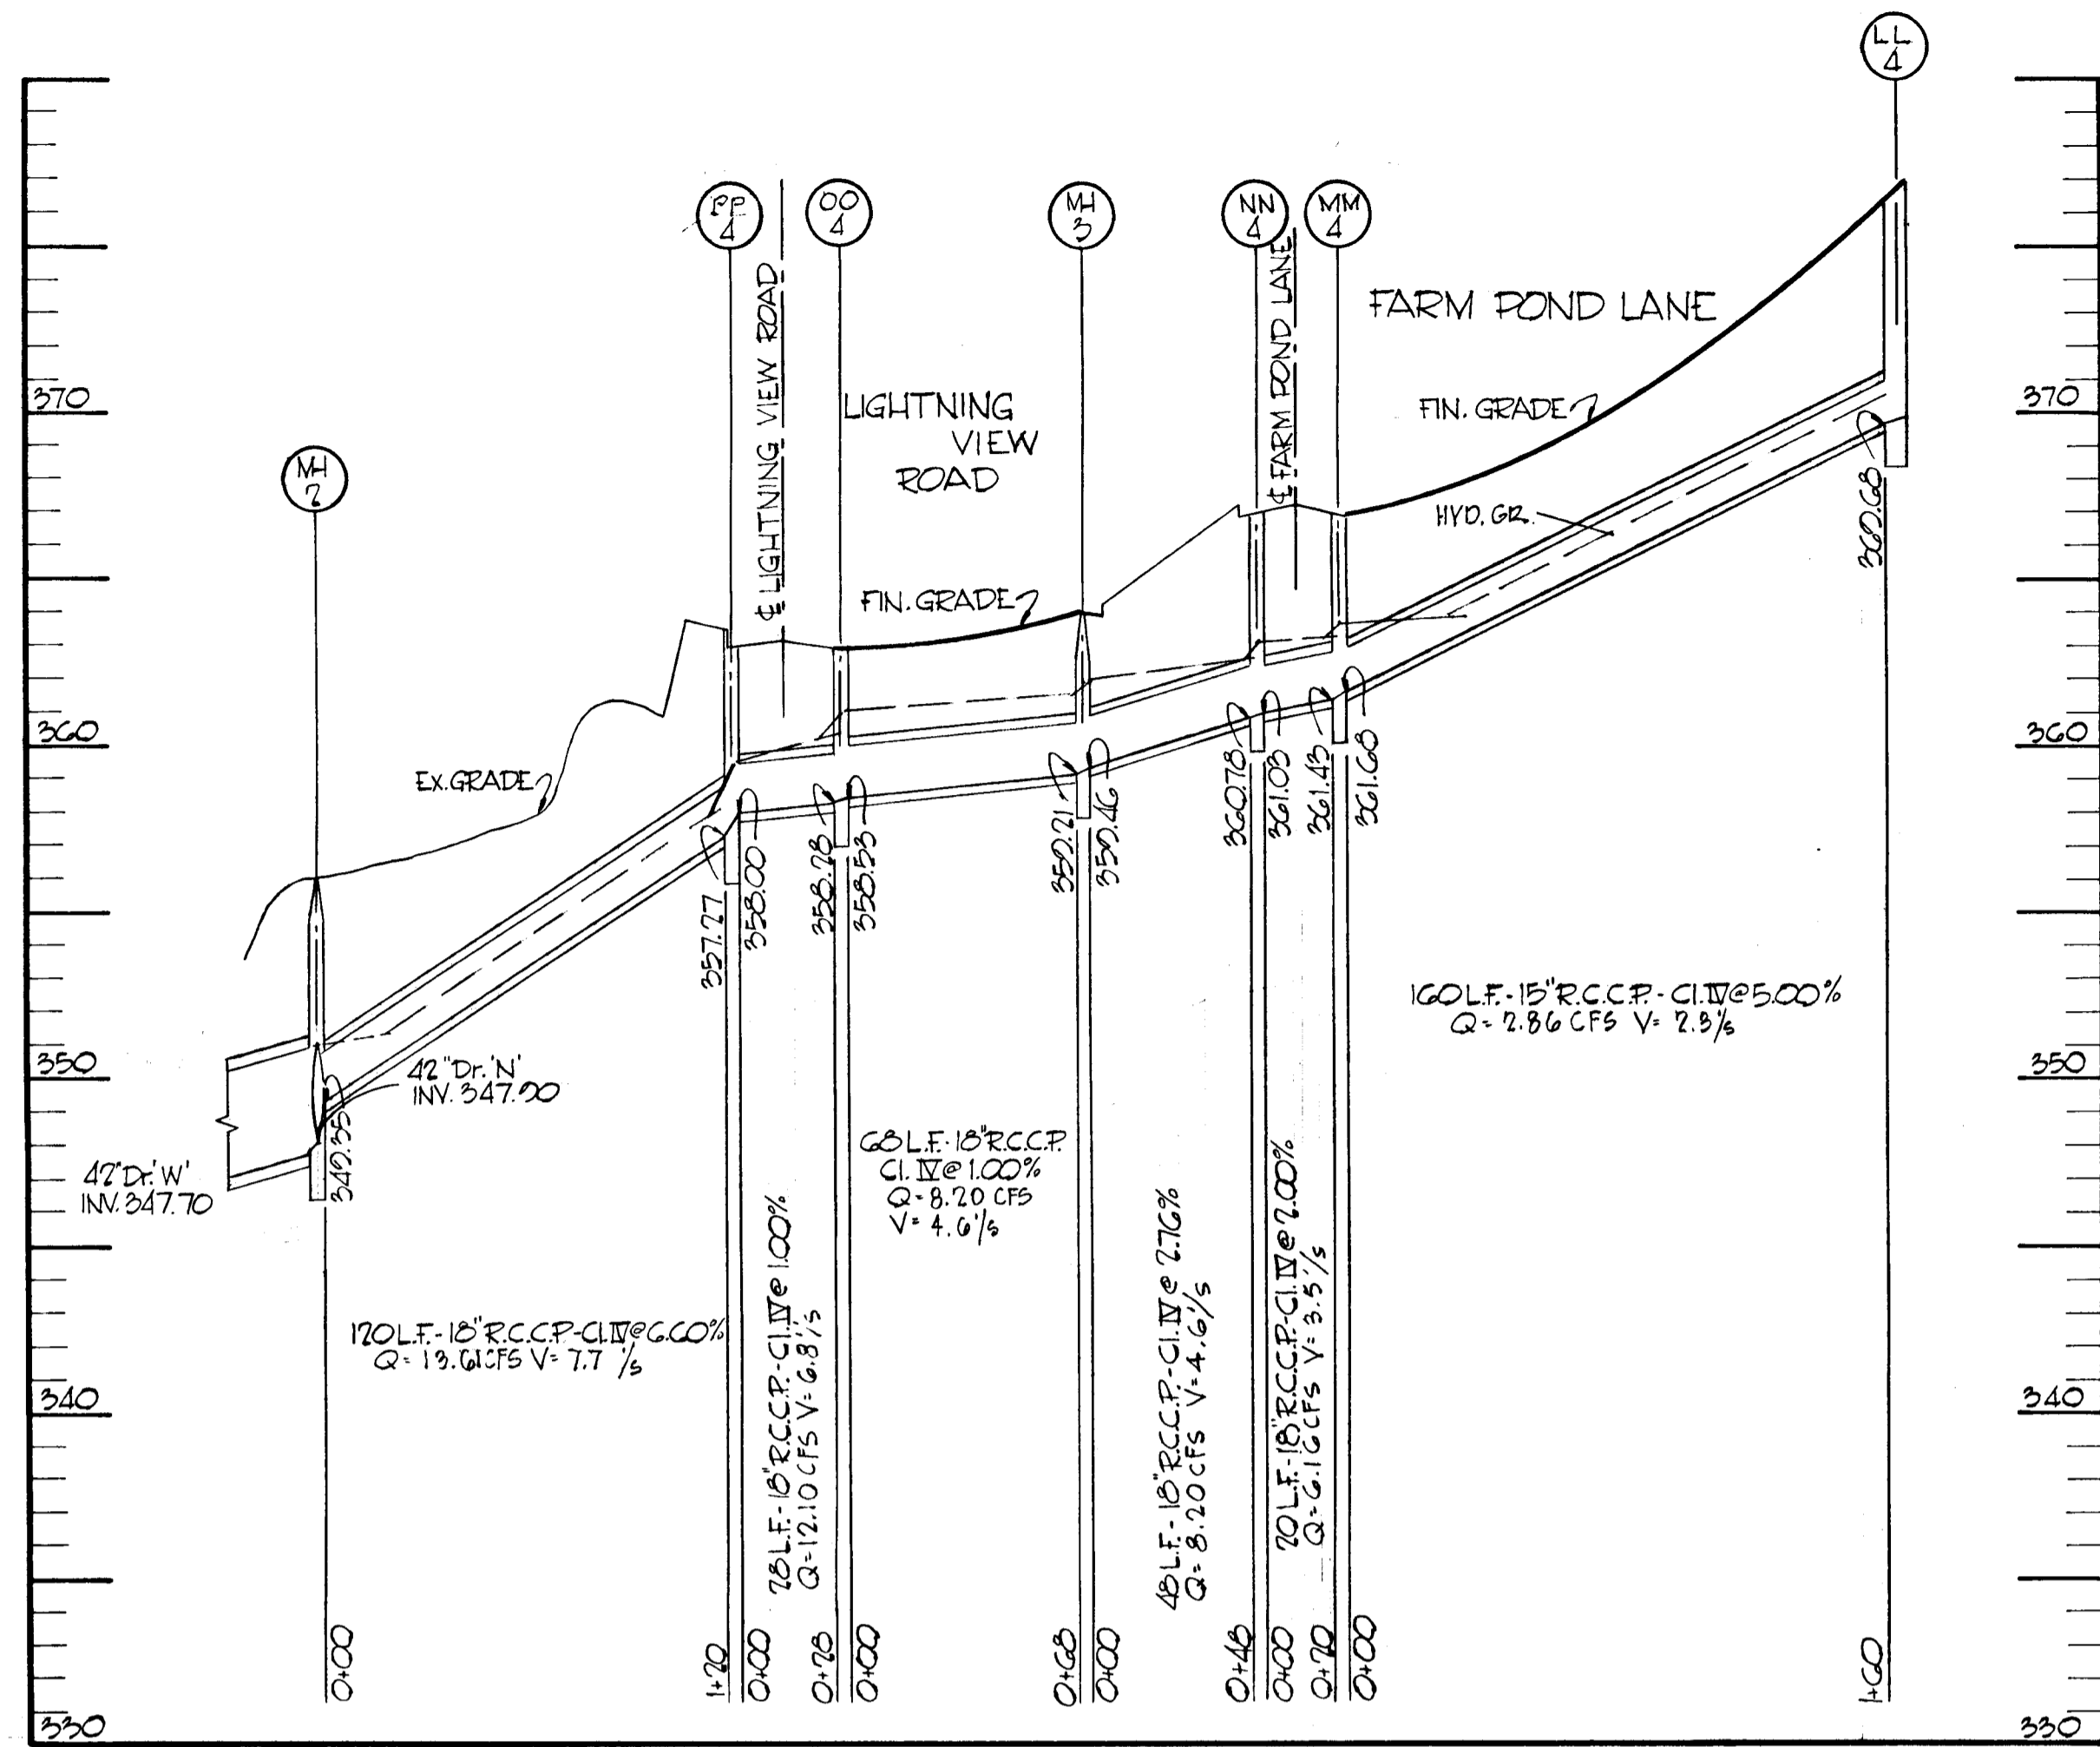 LL
4
PP
4
OO
4
MH
3
NN
4
MM
4
MH
2
370
360
350
340
330
370
360
350
340
330
℄ LIGHTNING VIEW ROAD
LIGHTNING
VIEW
ROAD
℄ FARM POND LANE
FARM POND LANE
FIN. GRADE
FIN. GRADE
HYD. GR.
EX. GRADE
369.68
357.27
358.00
358.28
358.53
359.21
359.46
360.78
361.03
361.43
361.68
349.35
42" Dr. 'N'
INV. 347.90
42" Dr. 'W'
INV. 347.70
120 L.F. - 18" R.C.C.P. - Cl. IV @ 6.60%
Q = 13.61 CFS V = 7.7 '/s
28 L.F. - 18" R.C.C.P. - Cl. IV @ 1.00%
Q = 12.10 CFS V = 6.8 '/s
68 L.F. - 18" R.C.C.P.
Cl. IV @ 1.00%
Q = 8.20 CFS
V = 4.6 '/s
48 L.F. - 18" R.C.C.P. - Cl. IV @ 2.76%
Q = 8.20 CFS V = 4.6 '/s
20 L.F. - 18" R.C.C.P. - Cl. IV @ 2.00%
Q = 6.16 CFS V = 3.5 '/s
160 L.F. - 15" R.C.C.P. - Cl. IV @ 5.00%
Q = 2.86 CFS V = 2.3 '/s
0+00
1+20
0+00
0+28
0+00
0+68
0+00
0+48
0+00
0+20
0+00
1+60